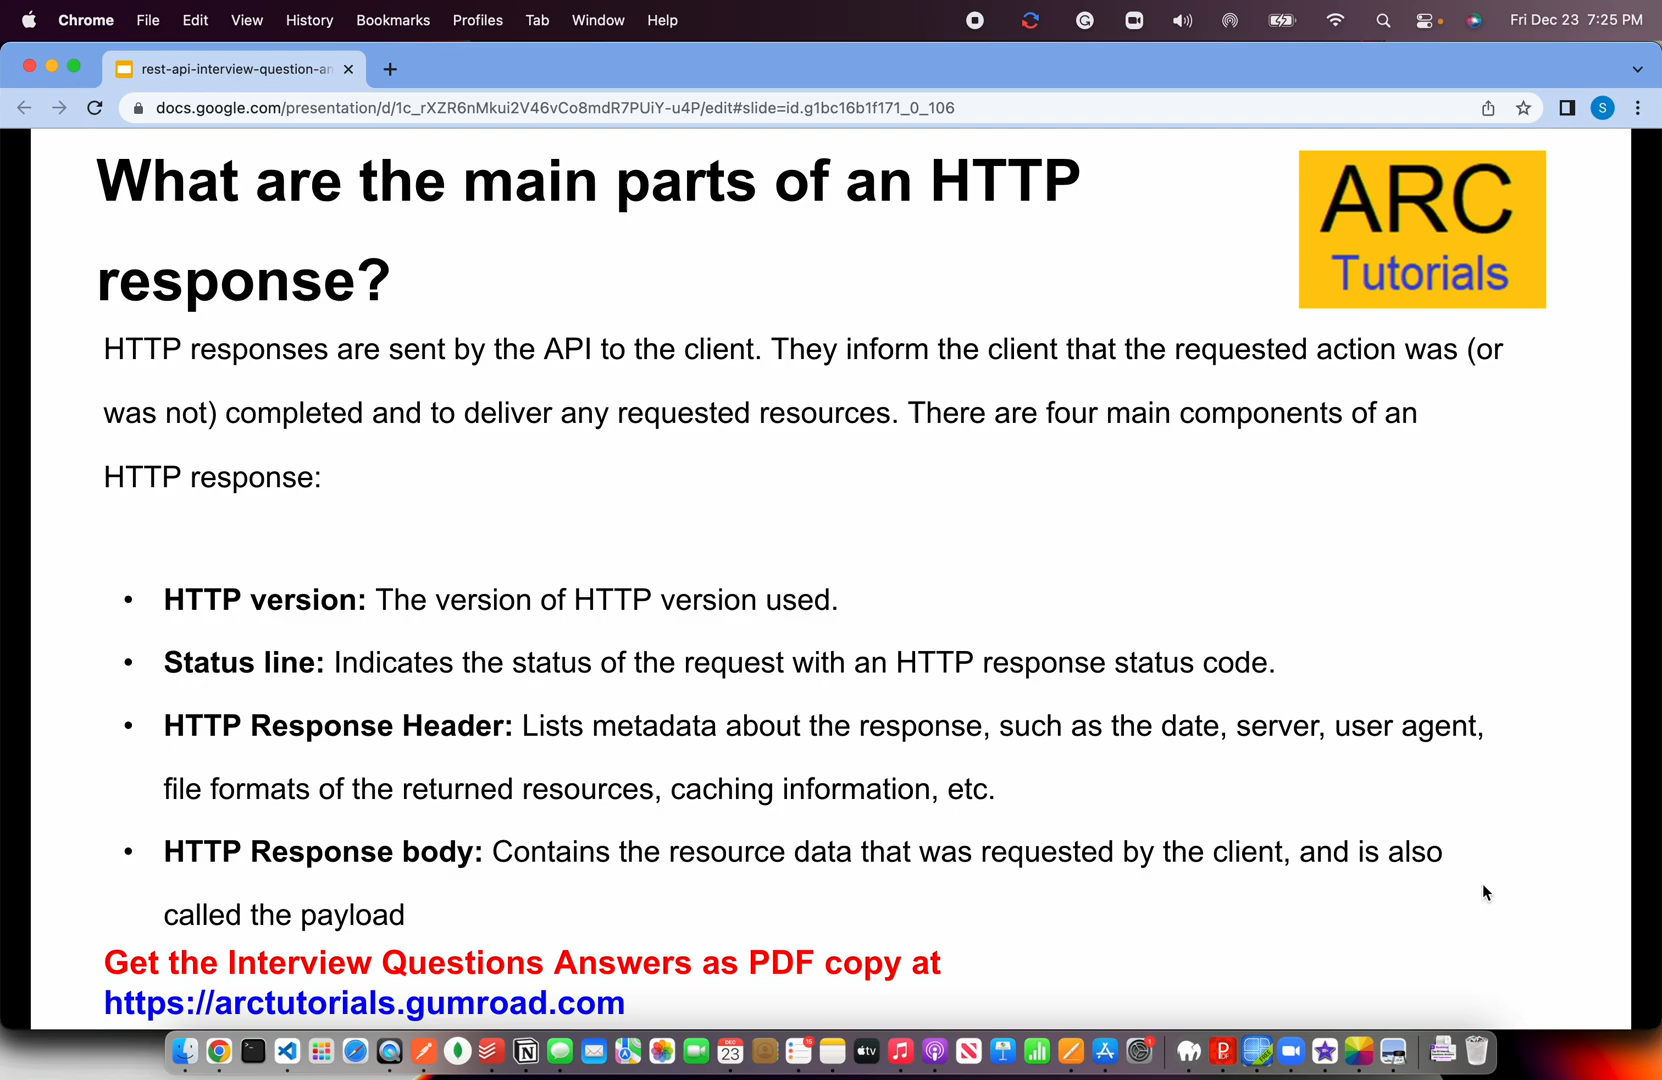 Chrome File Edit View History Bookmarks Profiles Tab Window Help Fri Dec 23 7:25 PM
rest-api-interview-question-an
docs.google.com/presentation/d/1c_rXZR6nMkui2V46vCo8mdR7PUiY-u4P/edit#slide=id.g1bc16b1f171_0_106 S
What are the main parts of an HTTP
response?
ARC
Tutorials
HTTP responses are sent by the API to the client. They inform the client that the requested action was (or
was not) completed and to deliver any requested resources. There are four main components of an
HTTP response:
• HTTP version: The version of HTTP version used.
• Status line: Indicates the status of the request with an HTTP response status code.
• HTTP Response Header: Lists metadata about the response, such as the date, server, user agent,
file formats of the returned resources, caching information, etc.
• HTTP Response body: Contains the resource data that was requested by the client, and is also
called the payload
Get the Interview Questions Answers as PDF copy at
https://arctutorials.gumroad.com
DEC
23
tv